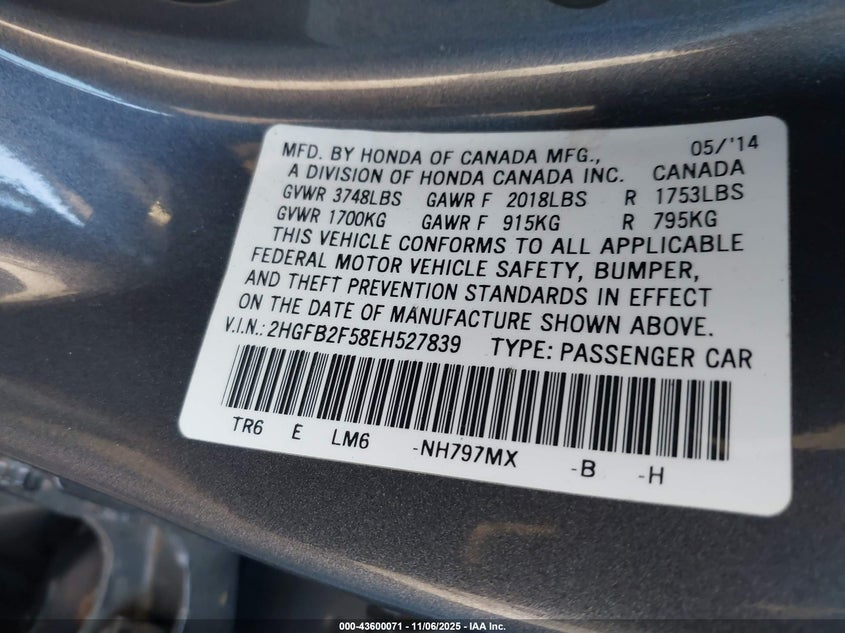 MFD. BY HONDA OF CANADA MFG., 05/'14
A DIVISION OF HONDA CANADA INC. CANADA
GVWR 3748LBS GAWR F 2018LBS R 1753LBS
GVWR 1700KG GAWR F 915KG R 795KG
THIS VEHICLE CONFORMS TO ALL APPLICABLE
FEDERAL MOTOR VEHICLE SAFETY, BUMPER,
AND THEFT PREVENTION STANDARDS IN EFFECT
ON THE DATE OF MANUFACTURE SHOWN ABOVE.
V.I.N.: 2HGFB2F58EH527839 TYPE: PASSENGER CAR
TR6 E LM6 -NH797MX -B -H
000-43600071 - 11/06/2025 - IAA Inc.